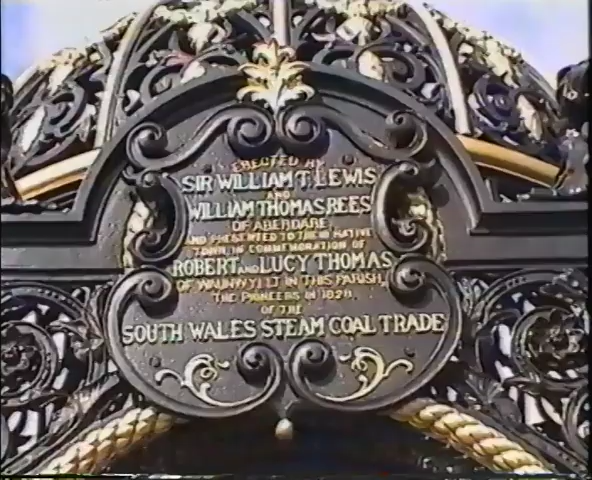 ERECTED BY
SIR WILLIAM T. LEWIS
AND
WILLIAM THOMAS REES
OF ABERDARE,
AND PRESENTED TO THEIR NATIVE
TOWN IN COMMEMORATION OF
ROBERT AND LUCY THOMAS
OF WAUNWYLLT IN THIS PARISH,
THE PIONEERS IN 1828
OF THE
SOUTH WALES STEAM COAL TRADE